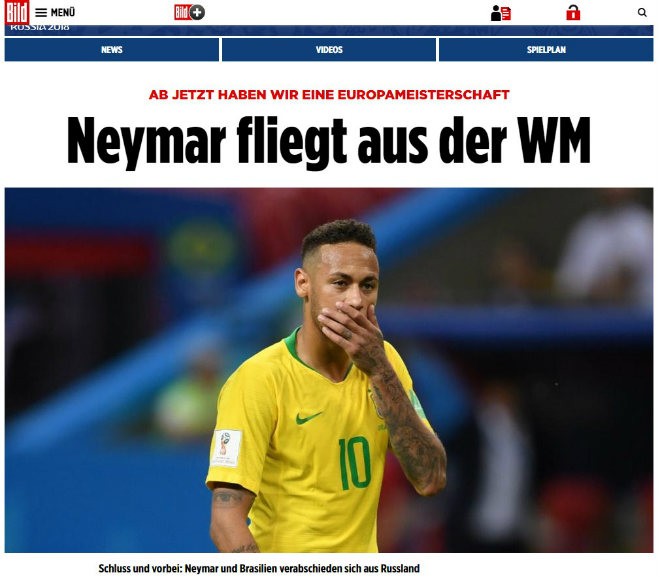 Bild
MENÜ
Bild
RUSSIA 2018
NEWS
VIDEOS
SPIELPLAN
AB JETZT HABEN WIR EINE EUROPAMEISTERSCHAFT
Neymar fliegt aus der WM
10
Schluss und vorbei: Neymar und Brasilien verabschieden sich aus Russland